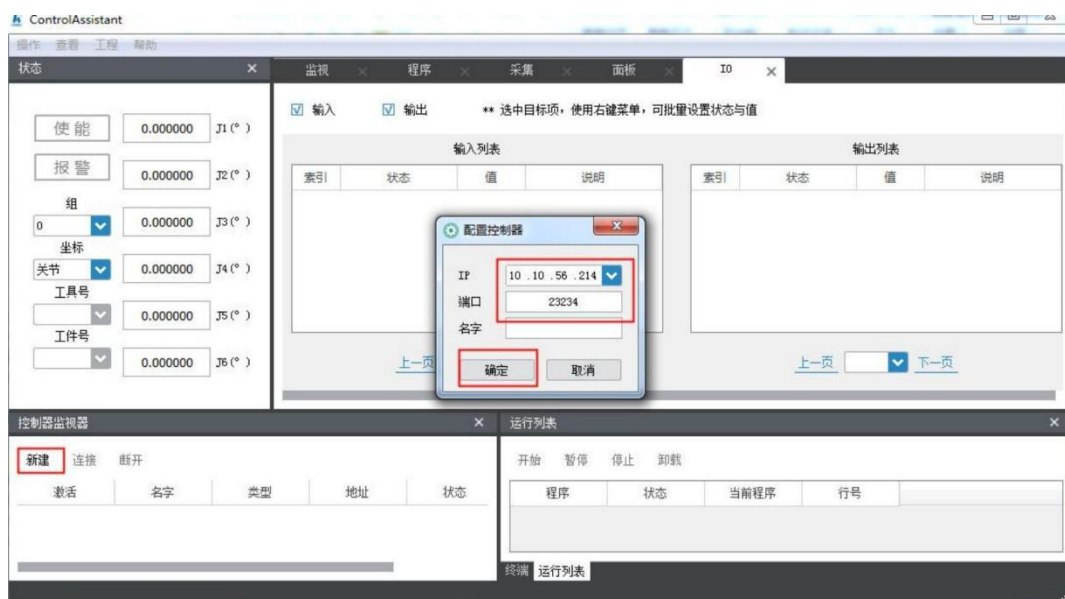 ControlAssistant
操作 查看 工程 帮助
状态
监视 程序 采集 面板 IO
输入 输出 ** 选中目标项，使用右键菜单，可批量设置状态与值
使能 0.000000 J1(° )
报警 0.000000 J2(° )
组
0 0.000000 J3(° )
坐标
关节 0.000000 J4(° )
工具号
0.000000 J5(° )
工件号
0.000000 J6(° )
输入列表
索引 状态 值 说明
上一页
输出列表
索引 状态 值 说明
上一页 下一页
配置控制器
IP 10 . 10 . 56 . 214
端口 23234
名字
确定 取消
控制器监视器
新建 连接 断开
激活 名字 类型 地址 状态
运行列表
开始 暂停 停止 卸载
程序 状态 当前程序 行号
终端 运行列表